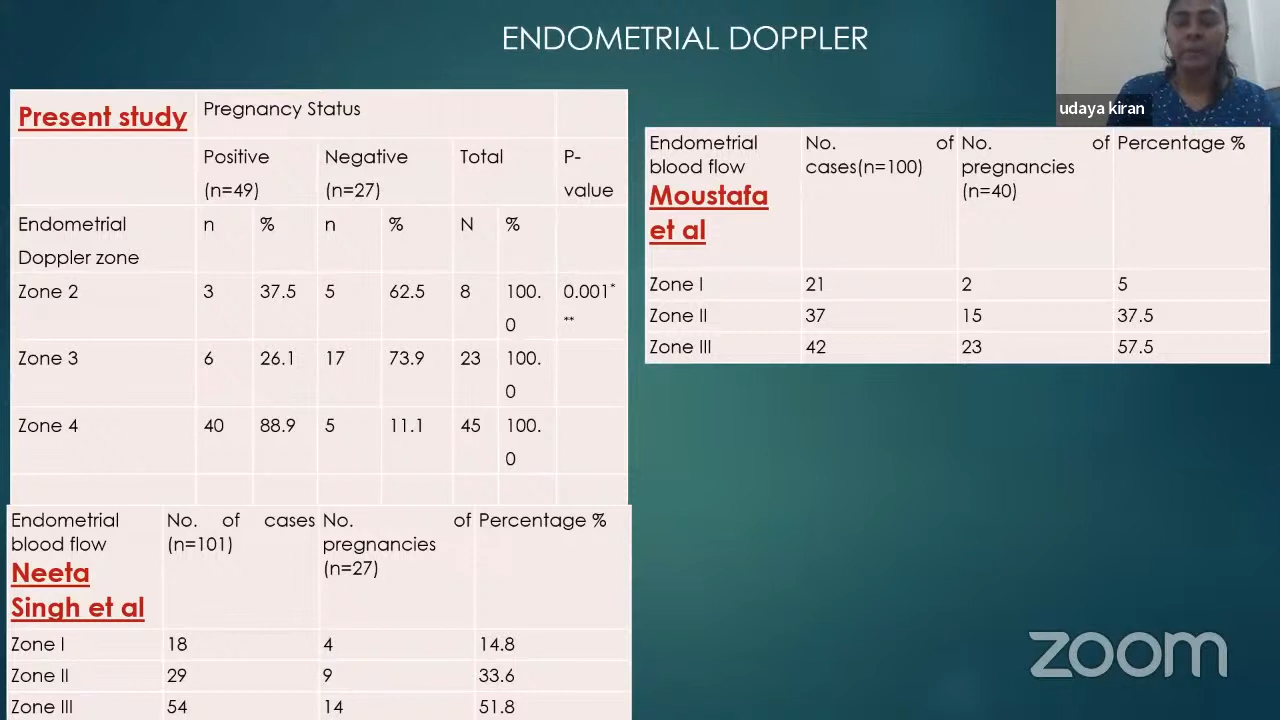 ENDOMETRIAL DOPPLER
udaya kiran
Present study Pregnancy Status
Positive (n=49) Negative (n=27) Total P-value
Endometrial Doppler zone n % n % N %
Zone 2 3 37.5 5 62.5 8 100.0 0.001***
Zone 3 6 26.1 17 73.9 23 100.0
Zone 4 40 88.9 5 11.1 45 100.0
Endometrial blood flow Moustafa et al No. of cases(n=100) No. of pregnancies (n=40) Percentage %
Zone I 21 2 5
Zone II 37 15 37.5
Zone III 42 23 57.5
Endometrial blood flow Neeta Singh et al No. of cases (n=101) No. of pregnancies (n=27) Percentage %
Zone I 18 4 14.8
Zone II 29 9 33.6
Zone III 54 14 51.8
zoom